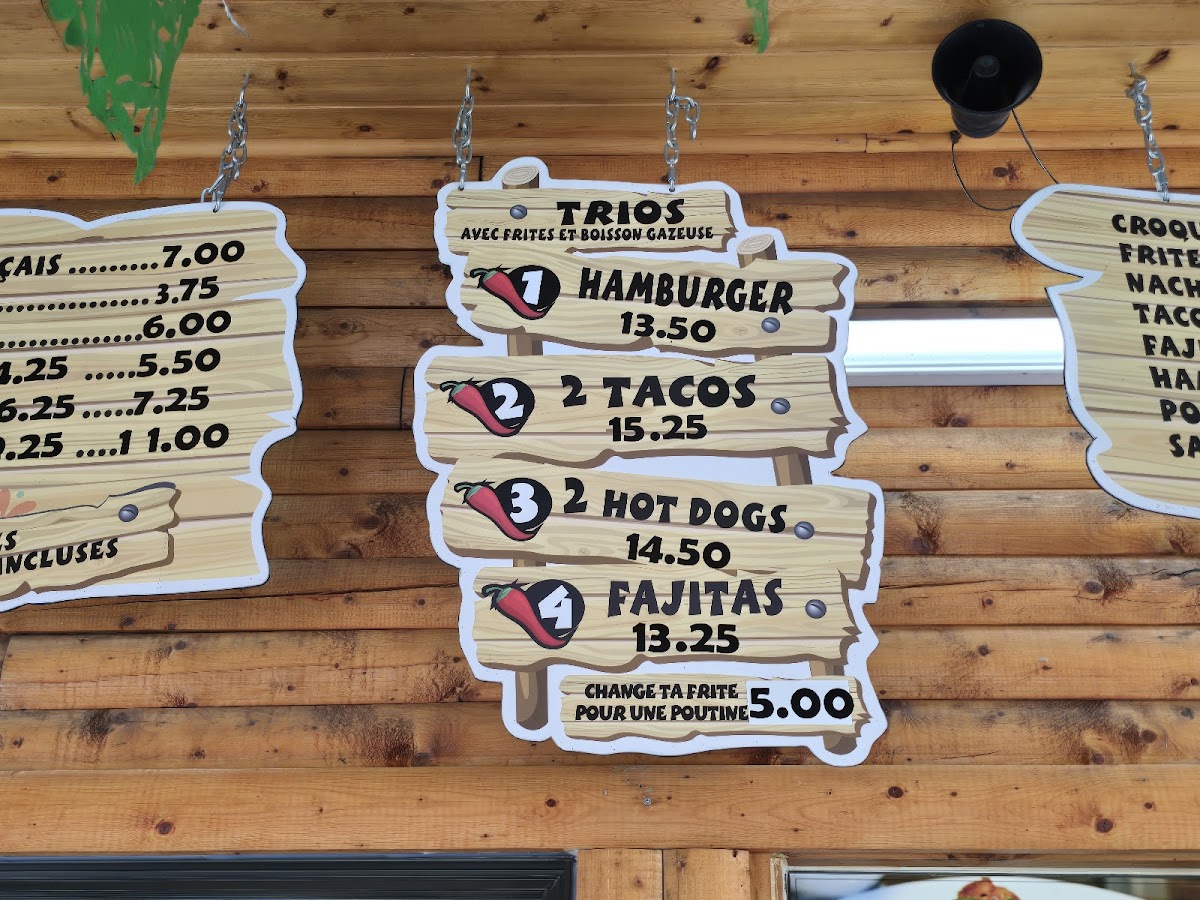 ÇAIS ..........7.00
3.75
6.00
4.25 .....5.50
6.25 .....7.25
.25 ....11.00
INCLUSES
TRIOS
AVEC FRITES ET BOISSON GAZEUSE
1 HAMBURGER
13.50
2 2 TACOS
15.25
3 2 HOT DOGS
14.50
4 FAJITAS
13.25
CHANGE TA FRITE
POUR UNE POUTINE 5.00
CROQU
FRITE
NACH
TACO
FAJI
HAM
PO
SA